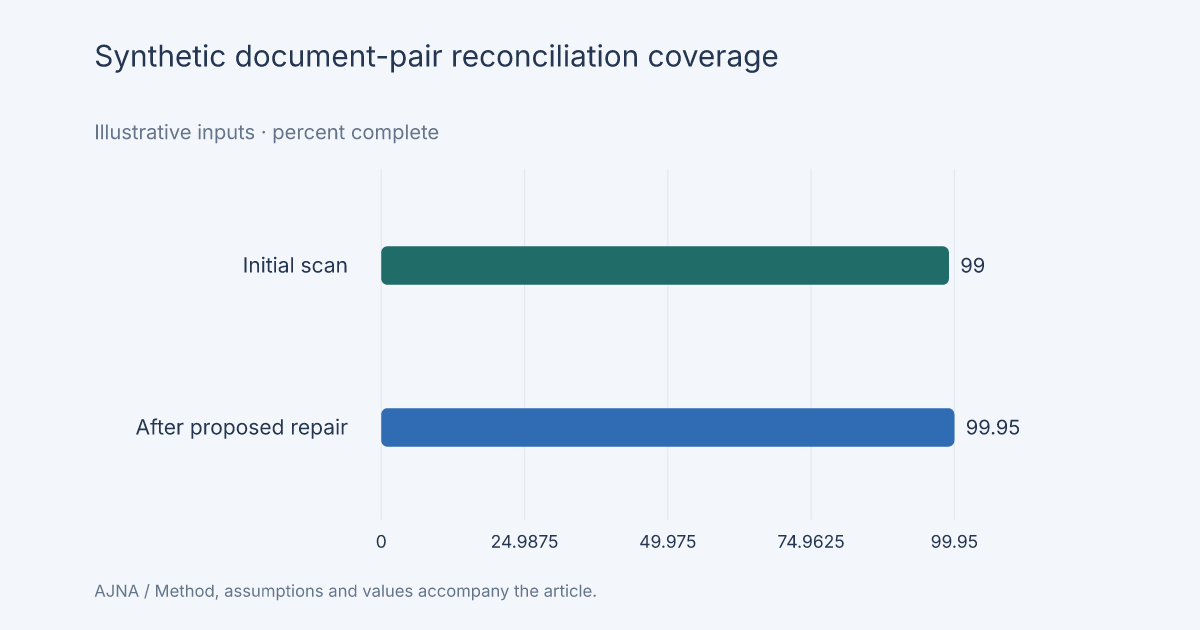 Synthetic document-pair reconciliation coverage
Illustrative inputs · percent complete
Initial scan 99
After proposed repair 99.95
0 24.9875 49.975 74.9625 99.95
AJNA / Method, assumptions and values accompany the article.